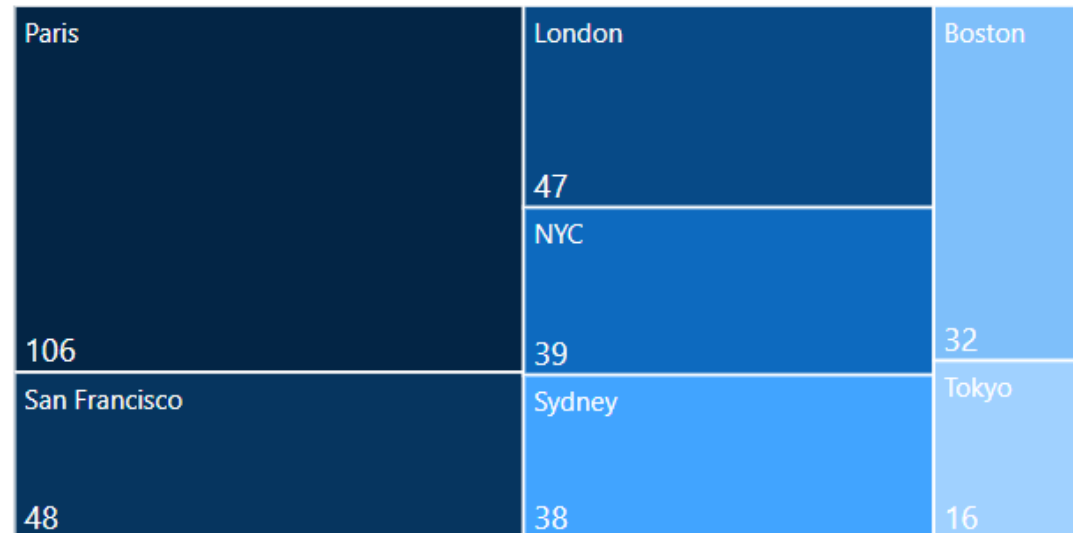 Paris
106
San Francisco
48
London
47
NYC
39
Sydney
38
Boston
32
Tokyo
16